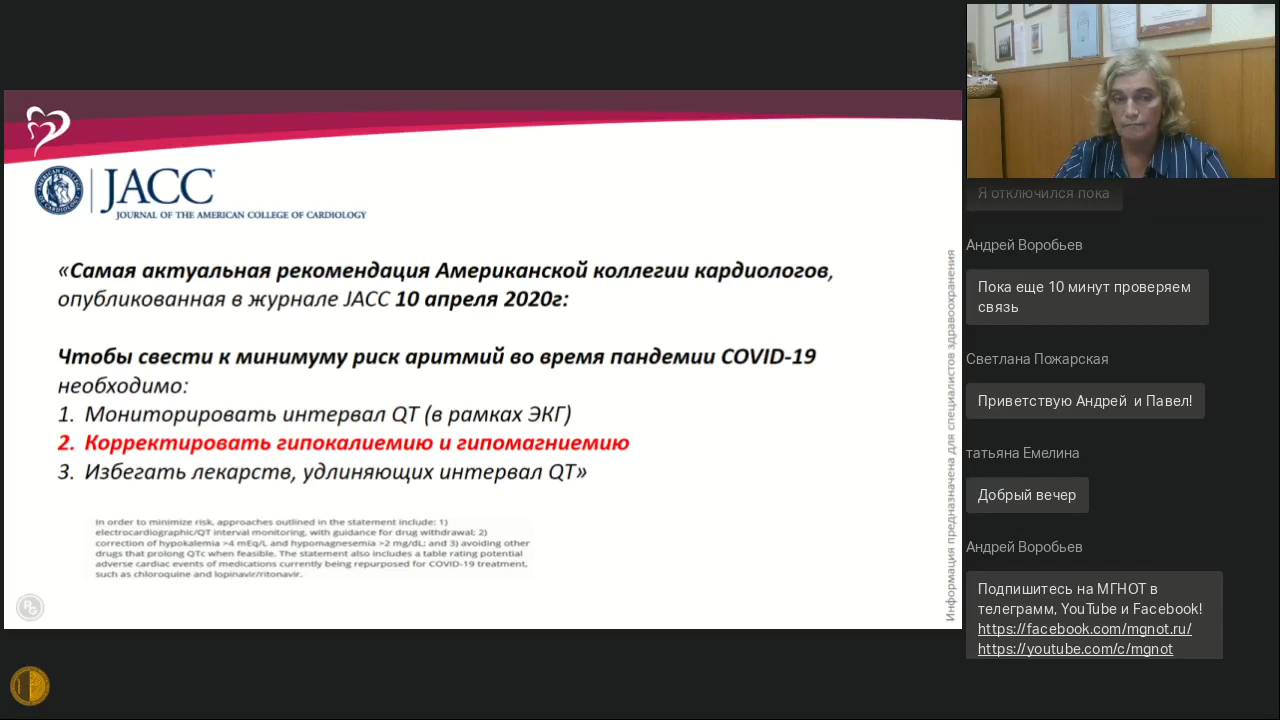 JACC
JOURNAL OF THE AMERICAN COLLEGE OF CARDIOLOGY
AMERICAN COLLEGE OF CARDIOLOGY
«Самая актуальная рекомендация Американской коллегии кардиологов,
опубликованная в журнале JACC 10 апреля 2020г:
Чтобы свести к минимуму риск аритмий во время пандемии COVID-19
необходимо:
1. Мониторировать интервал QT (в рамках ЭКГ)
2. Корректировать гипокалиемию и гипомагниемию
3. Избегать лекарств, удлиняющих интервал QT»
In order to minimize risk, approaches outlined in the statement include: 1)
electrocardiographic/QT interval monitoring, with guidance for drug withdrawal; 2)
correction of hypokalemia >4 mEq/L and hypomagnesemia >2 mg/dL; and 3) avoiding other
drugs that prolong QTc when feasible. The statement also includes a table rating potential
adverse cardiac events of medications currently being repurposed for COVID-19 treatment,
such as chloroquine and lopinavir/ritonavir.
Информация предназначена для специалистов здравоохранения
Я отключился пока
Андрей Воробьев
Пока еще 10 минут проверяем
связь
Светлана Пожарская
Приветствую Андрей и Павел!
татьяна Емелина
Добрый вечер
Андрей Воробьев
Подпишитесь на МГНОТ в
телеграмм, YouTube и Facebook!
https://facebook.com/mgnot.ru/
https://youtube.com/c/mgnot